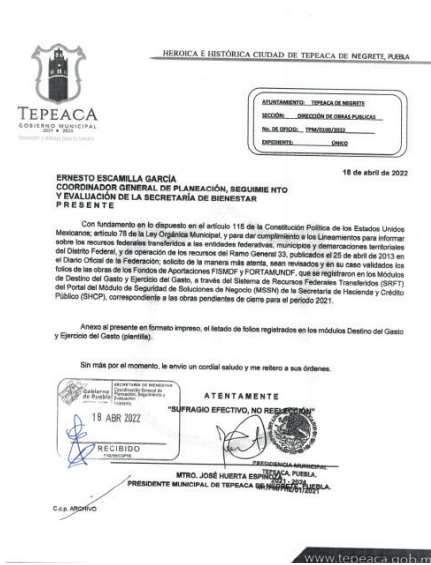 HEROICA E HISTÓRICA CIUDAD DE TEPEACA DE NEGRETE, PUEBLA
TEPEACA
GOBIERNO MUNICIPAL
2021 * 2024
AYUNTAMIENTO: TEPEACA DE NEGRETE
SECCIÓN: DIRECCIÓN DE OBRAS PUBLICAS
No. DE OFICIO: TPM/0100/2022
EXPEDIENTE: ÚNICO
18 de abril de 2022
ERNESTO ESCAMILLA GARCÍA
COORDINADOR GENERAL DE PLANEACIÓN, SEGUIMIE NTO
Y EVALUACIÓN DE LA SECRETARÍA DE BIENESTAR
P R E S E N T E
Con fundamento en lo dispuesto en el artículo 115 de la Constitución Política de los Estados Unidos
Mexicanos; artículo 78 de la Ley Orgánica Municipal, y para dar cumplimiento a los Lineamientos para informar
sobre los recursos federales transferidos a las entidades federativas, municipios y demarcaciones territoriales
del Distrito Federal, y de operación de los recursos del Ramo General 33, publicados el 25 de abril de 2013 en
el Diario Oficial de la Federación; solicito de la manera más atenta, sean revisados y en su caso validados los
folios de las obras de los Fondos de Aportaciones FISMDF y FORTAMUNDF, que se registraron en los Módulos
de Destino del Gasto y Ejercicio del Gasto, a través del Sistema de Recursos Federales Transferidos (SRFT)
del Portal del Módulo de Seguridad de Soluciones de Negocio (MSSN) de la Secretaría de Hacienda y Crédito
Público (SHCP), correspondiente a las obras pendientes de cierre para el periodo 2021.
Anexo al presente en formato impreso, el listado de folios registrados en los módulos Destino del Gasto
y Ejercicio del Gasto (plantilla).
Sin más por el momento, le envío un cordial saludo y me reitero a sus órdenes.
Gobierno de Puebla
SECRETARÍA DE BIENESTAR
Coordinación General de
Planeación, Seguimiento y
Evaluación
18 ABR 2022
RECIBIDO
A T E N T A M E N T E
"SUFRAGIO EFECTIVO, NO REELECCIÓN"
PRESIDENCIA MUNICIPAL
TEPEACA, PUEBLA.
2021 - 2024
MTRO. JOSÉ HUERTA ESPINOZA
PRESIDENTE MUNICIPAL DE TEPEACA DE NEGRETE, PUEBLA.
C.c.p. ARCHIVO
www.tepeaca.gob.m